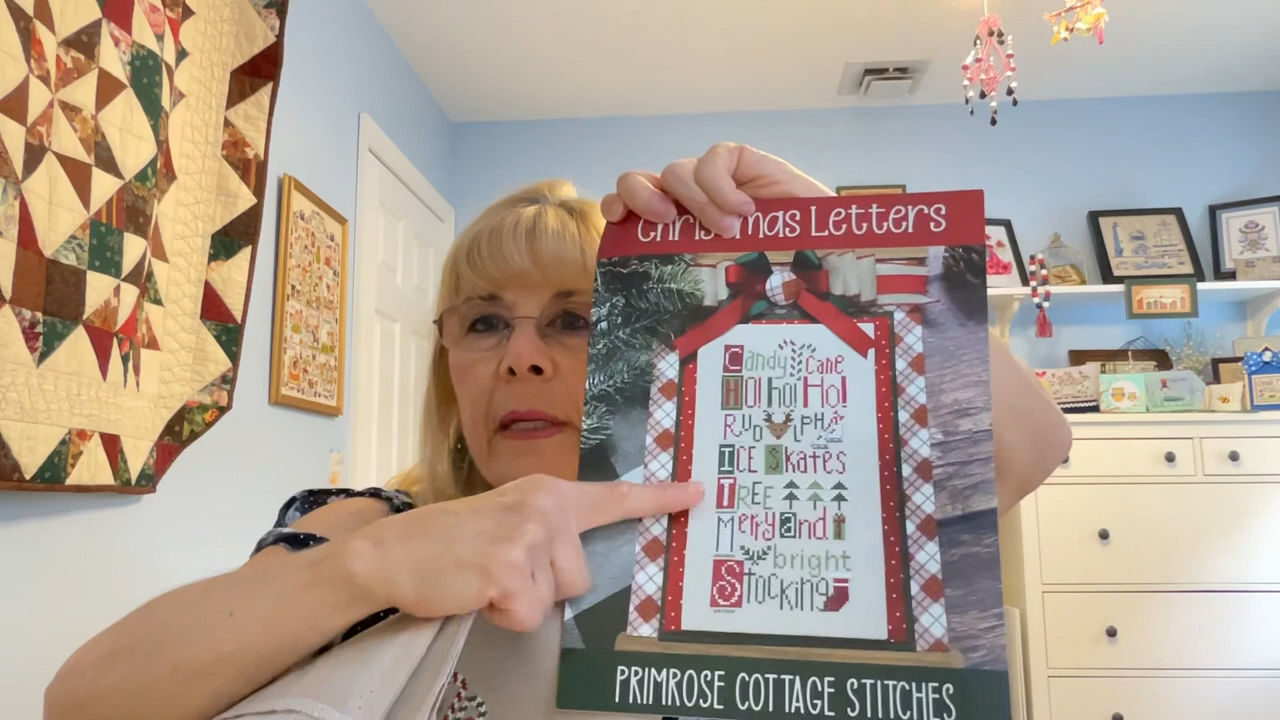 Christmas Letters
Candy Cane
HO! ho! Ho!
RUDOLPH
ICE Skates
TREE
Merry and
bright
Stocking
PRIMROSE COTTAGE STITCHES